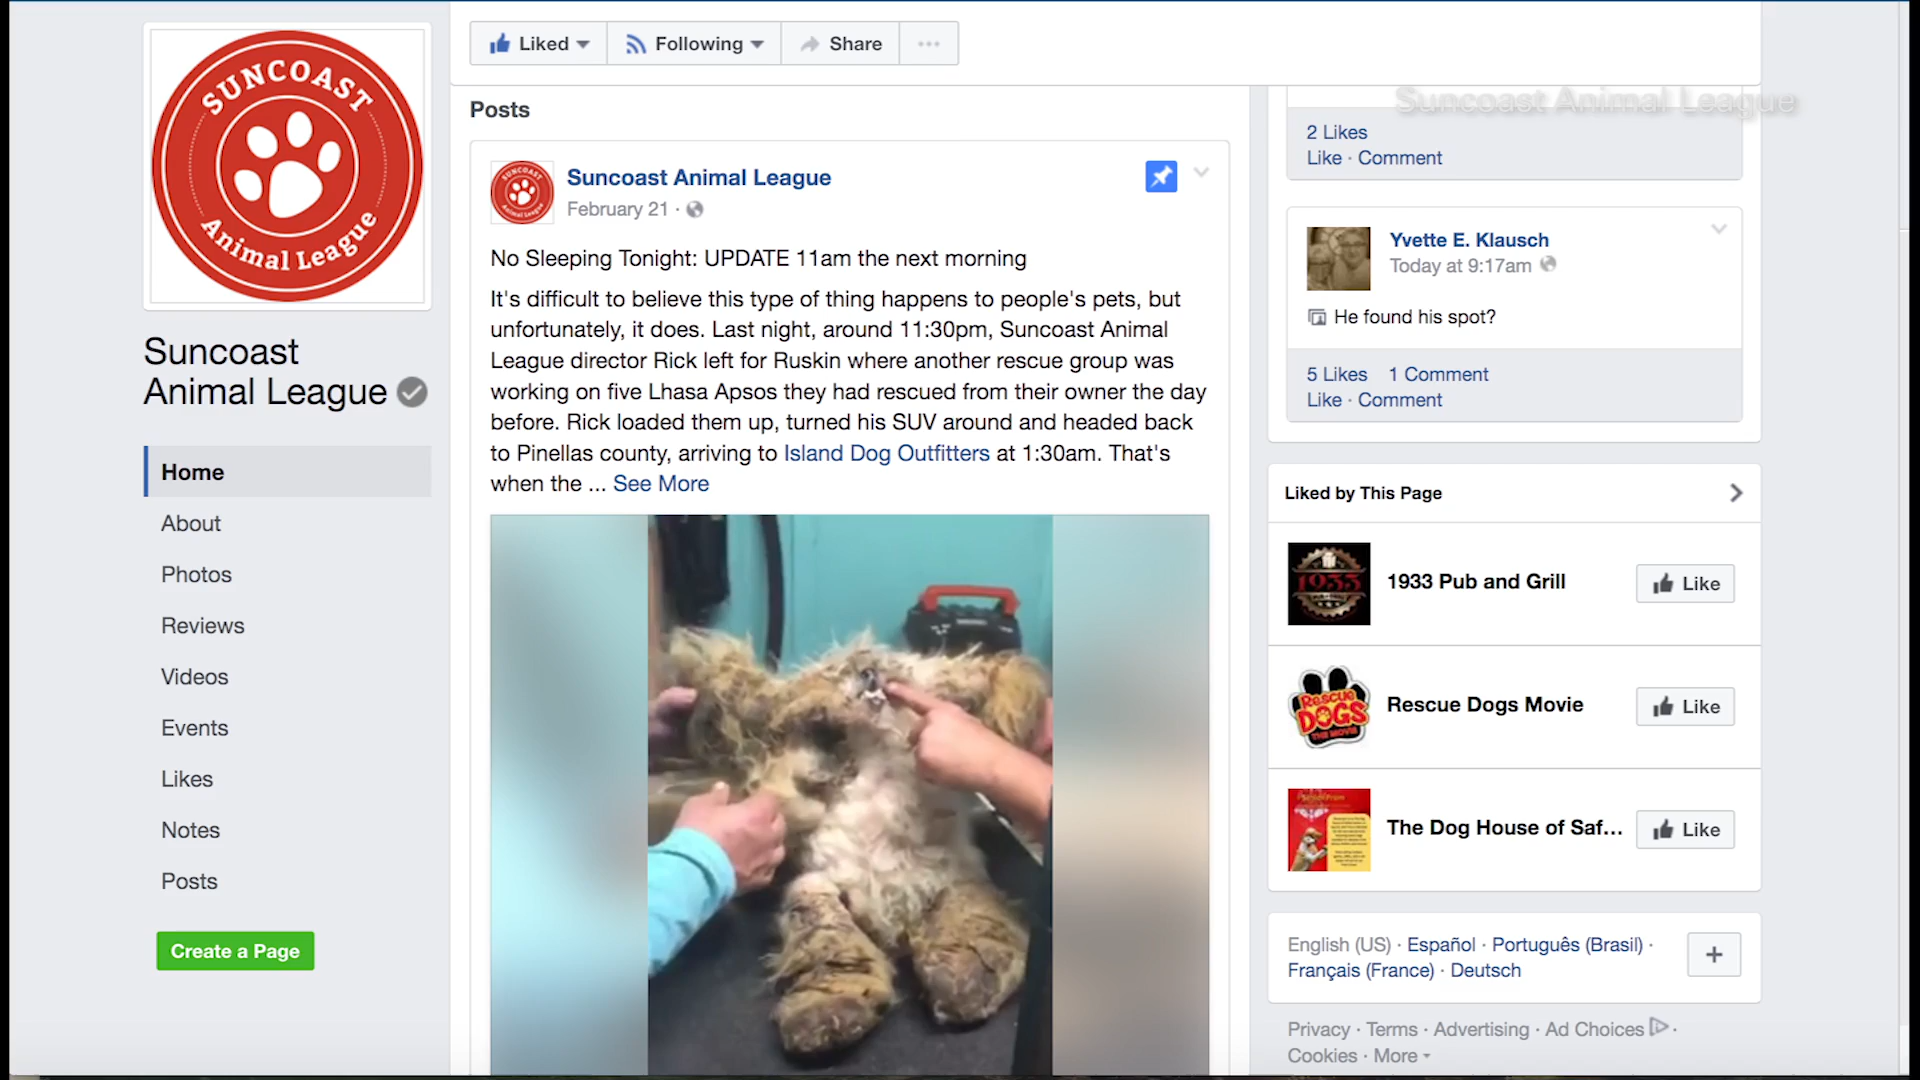 SUNCOAST
Animal League
Suncoast
Animal League
Home
About
Photos
Reviews
Videos
Events
Likes
Notes
Posts
Create a Page
Liked
Following
Share
Posts
SUNCOAST
Animal League
Suncoast Animal League
February 21 ·
No Sleeping Tonight: UPDATE 11am the next morning
It's difficult to believe this type of thing happens to people's pets, but
unfortunately, it does. Last night, around 11:30pm, Suncoast Animal
League director Rick left for Ruskin where another rescue group was
working on five Lhasa Apsos they had rescued from their owner the day
before. Rick loaded them up, turned his SUV around and headed back
to Pinellas county, arriving to Island Dog Outfitters at 1:30am. That's
when the ... See More
Suncoast Animal League
2 Likes
Like · Comment
Yvette E. Klausch
Today at 9:17am
He found his spot?
5 Likes 1 Comment
Like · Comment
Liked by This Page
1933
1933 Pub and Grill
Like
RESCUE
DOGS
THE MOVIE
Rescue Dogs Movie
Like
The Dog House of Saf...
Like
English (US) · Español · Português (Brasil) ·
Français (France) · Deutsch
Privacy · Terms · Advertising · Ad Choices ·
Cookies · More